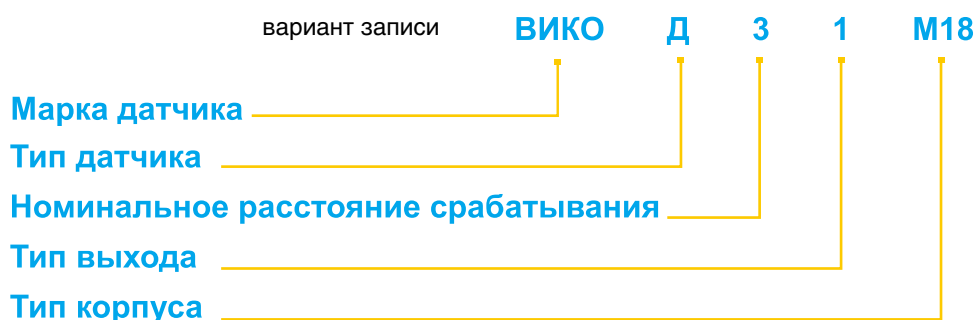 вариант записи ВИКО Д 3 1 М18
Марка датчика
Тип датчика
Номинальное расстояние срабатывания
Тип выхода
Тип корпуса